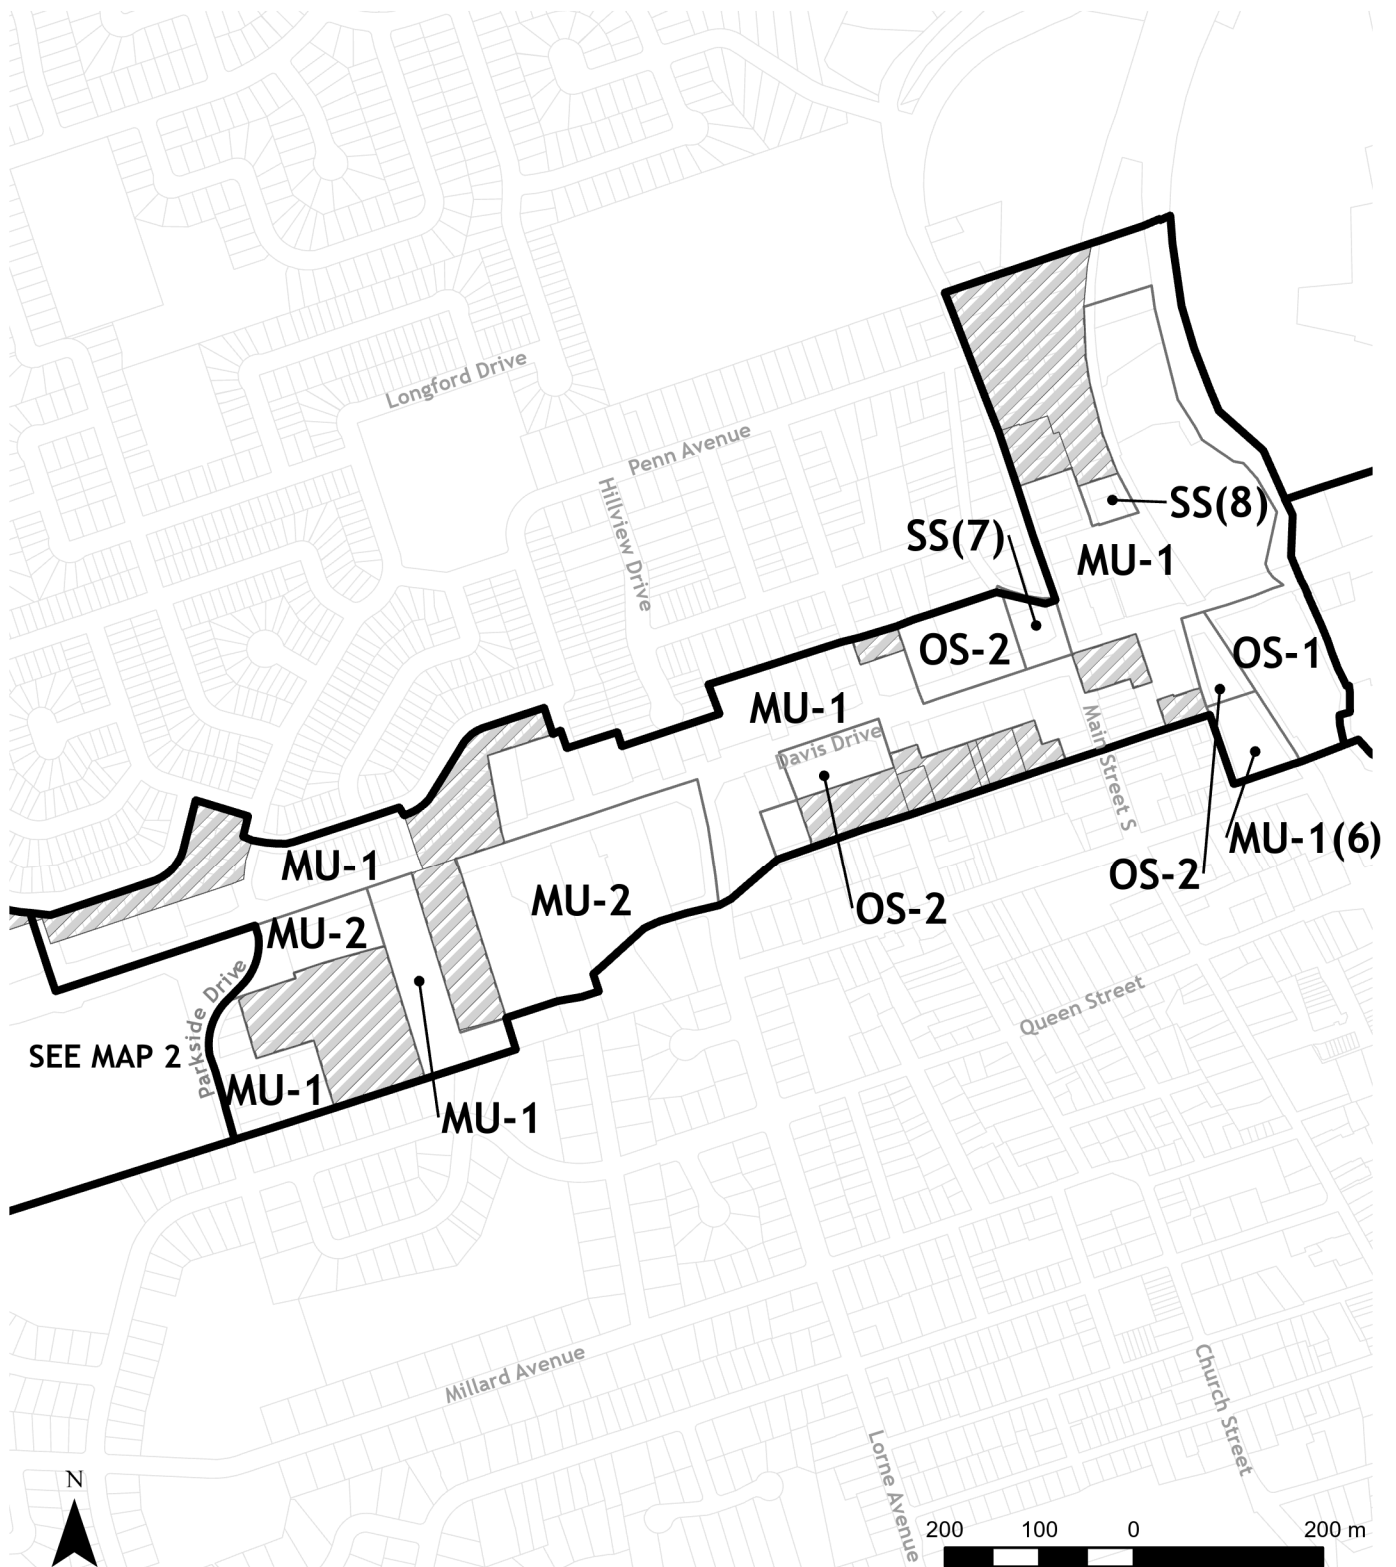 Longford Drive
Penn Avenue
Hillview Drive
SS(8)
SS(7)
MU-1
OS-2
OS-1
MU-1
Davis Drive
Main Street S
MU-1(6)
MU-1
OS-2
MU-2
OS-2
MU-2
Parkside Drive
Queen Street
SEE MAP 2
MU-1
MU-1
Millard Avenue
Church Street
Lorne Avenue
N
200 100 0 200 m